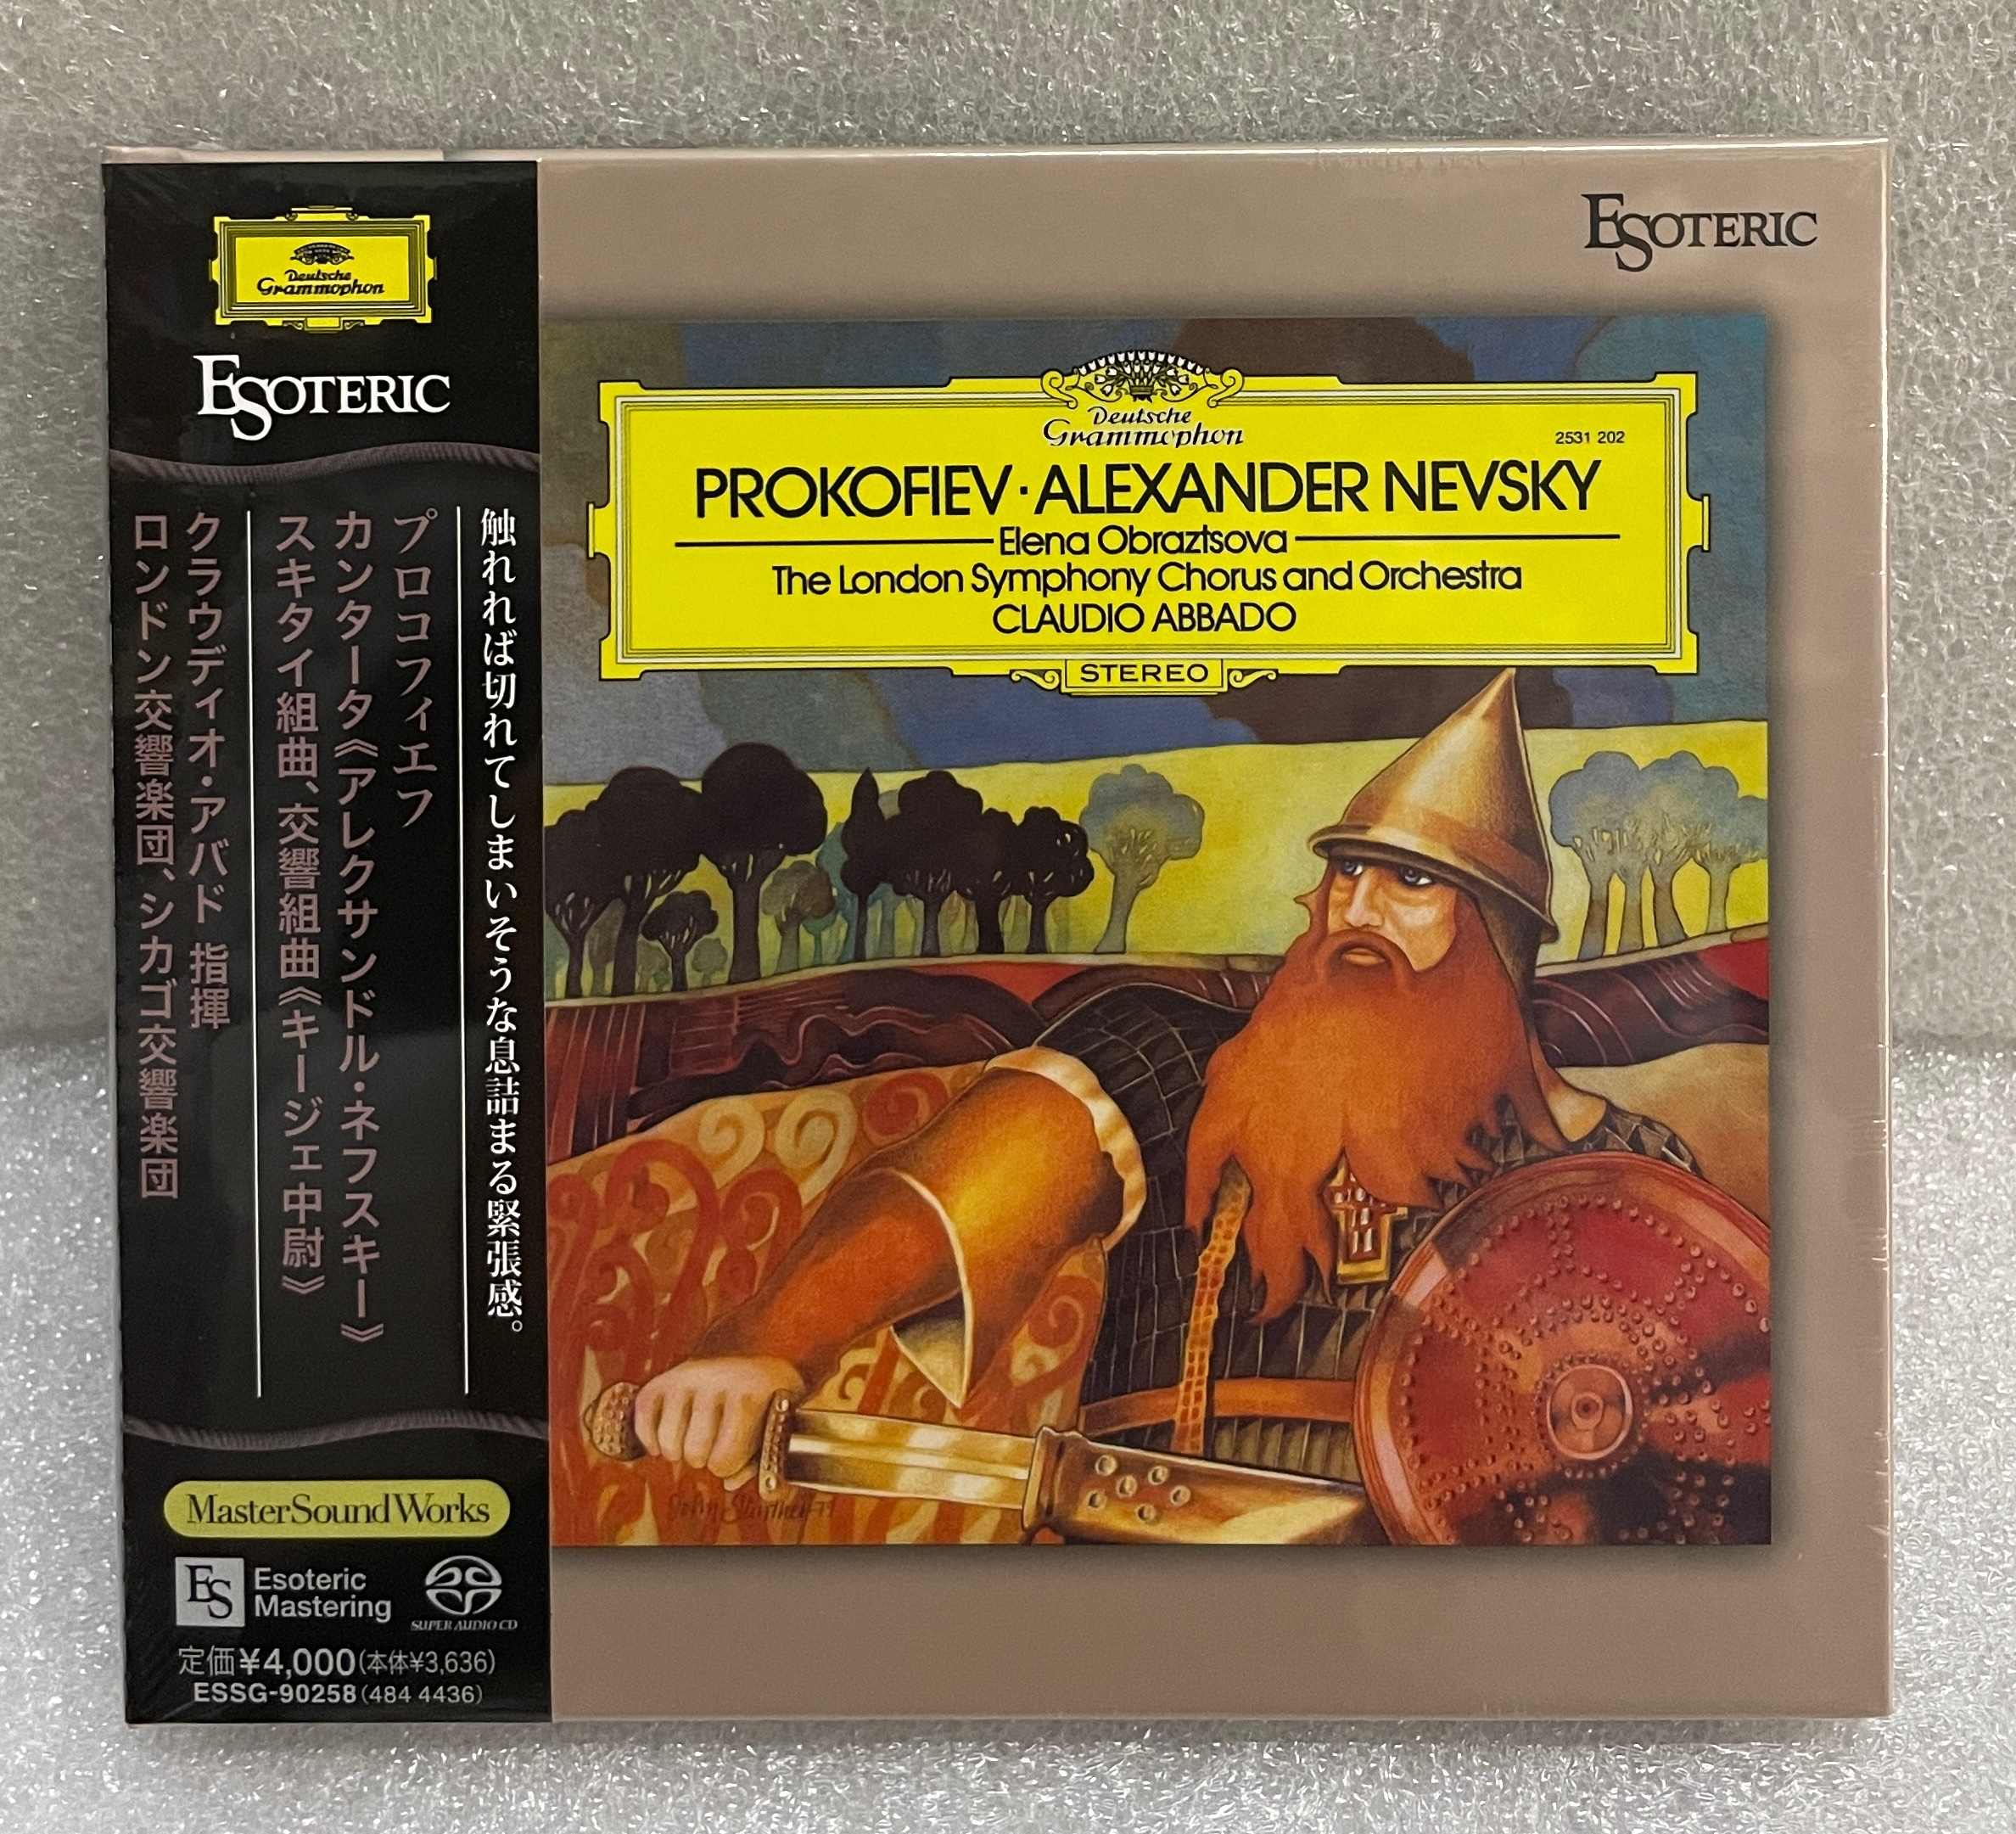 Deutsche
Grammophon
ESOTERIC
触れれば切れてしまいそうな息詰まる緊張感。
プロコフィエフ
カンタータ《アレクサンドル・ネフスキー》
スキタイ組曲、交響組曲《キージェ中尉》
クラウディオ・アバド 指揮
ロンドン交響楽団、シカゴ交響楽団
MasterSound Works
ES
Esoteric
Mastering
SUPER AUDIO CD
定価¥4,000(本体¥3,636)
ESSG-90258(484 4436)
ESOTERIC
Deutsche
Grammophon
2531 202
PROKOFIEV·ALEXANDER NEVSKY
Elena Obraztsova
The London Symphony Chorus and Orchestra
CLAUDIO ABBADO
STEREO